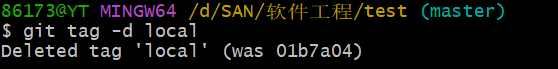 86173@YT MINGW64 /d/SAN/软件工程/test (master)
$ git tag -d local
Deleted tag 'local' (was 01b7a04)